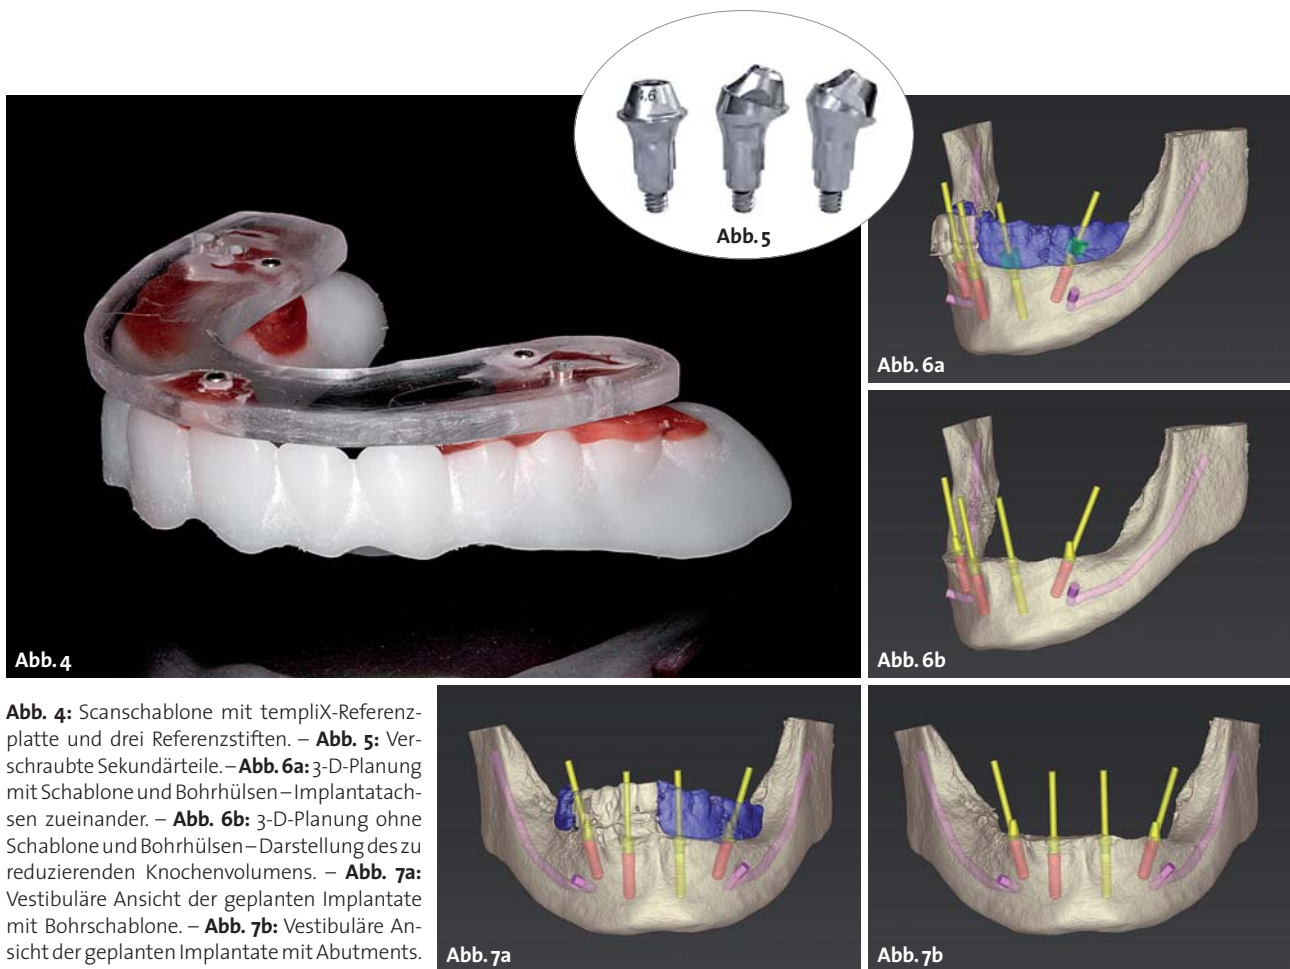 Abb. 5
Abb. 6a
Abb. 6b
Abb. 4
Abb. 4: Scanschablone mit templiX-Referenz-
platte und drei Referenzstiften. – Abb. 5: Ver-
schraubte Sekundärteile. – Abb. 6a: 3-D-Planung
mit Schablone und Bohrhülsen – Implantatach-
sen zueinander. – Abb. 6b: 3-D-Planung ohne
Schablone und Bohrhülsen – Darstellung des zu
reduzierenden Knochenvolumens. – Abb. 7a:
Vestibuläre Ansicht der geplanten Implantate
mit Bohrschablone. – Abb. 7b: Vestibuläre An-
sicht der geplanten Implantate mit Abutments.
Abb. 7a
Abb. 7b